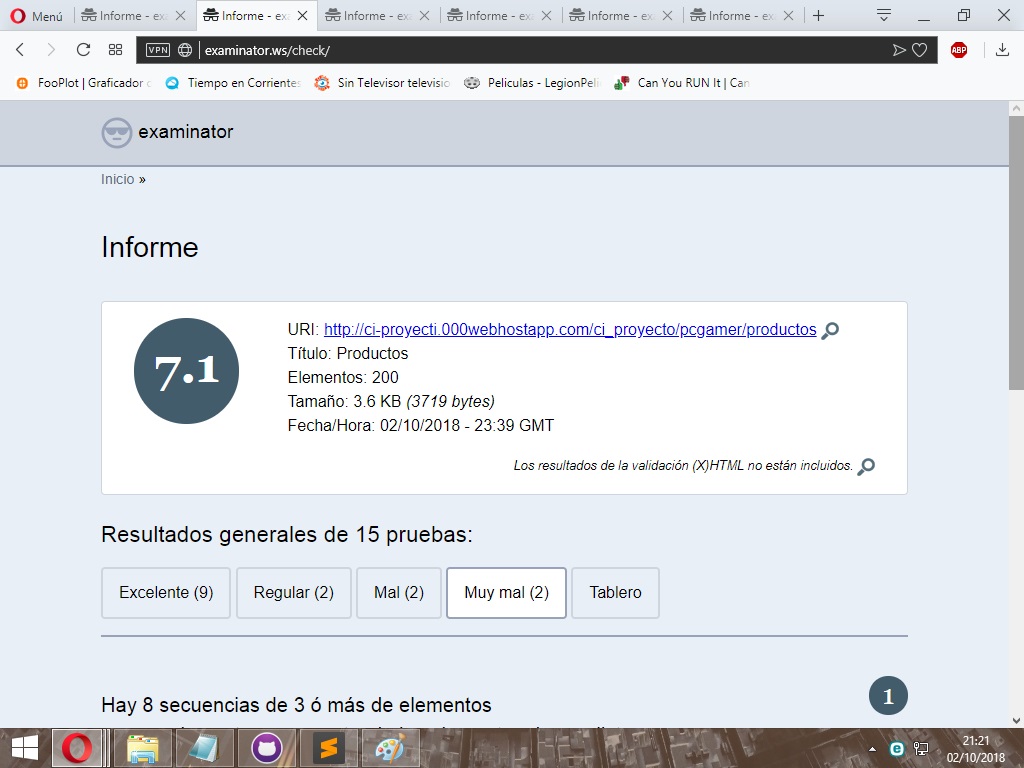 Menú
Informe - exa
Informe - exa
Informe - exa
Informe - exa
Informe - exa
Informe - exa
VPN
examinator.ws/check/
ABP
FooPlot | Graficador
Tiempo en Corrientes
Sin Televisor televisio
Peliculas - LegionPeli
Can You RUN It | Can
examinator
Inicio »
Informe
7.1
URI: http://ci-proyecti.000webhostapp.com/ci_proyecto/pcgamer/productos
Título: Productos
Elementos: 200
Tamaño: 3.6 KB (3719 bytes)
Fecha/Hora: 02/10/2018 - 23:39 GMT
Los resultados de la validación (X)HTML no están incluidos.
Resultados generales de 15 pruebas:
Excelente (9)
Regular (2)
Mal (2)
Muy mal (2)
Tablero
Hay 8 secuencias de 3 ó más de elementos
1
21:21
02/10/2018